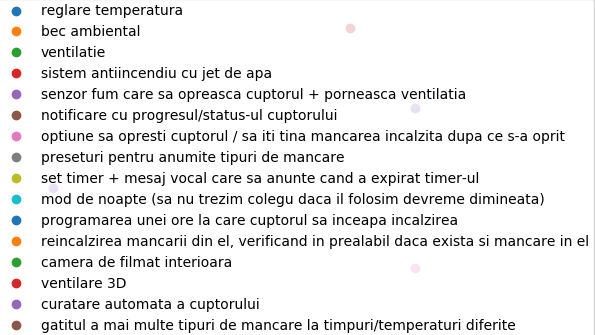 reglare temperatura
bec ambiental
ventilatie
sistem antiincendiu cu jet de apa
senzor fum care sa opreasca cuptorul + porneasca ventilatia
notificare cu progresul/status-ul cuptorului
optiune sa opresti cuptorul / sa iti tina mancarea incalzita dupa ce s-a oprit
preseturi pentru anumite tipuri de mancare
set timer + mesaj vocal care sa anunte cand a expirat timer-ul
mod de noapte (sa nu trezim colegu daca il folosim devreme dimineata)
programarea unei ore la care cuptorul sa inceapa incalzirea
reincalzirea mancarii din el, verificand in prealabil daca exista si mancare in el
camera de filmat interioara
ventilare 3D
curatare automata a cuptorului
gatitul a mai multe tipuri de mancare la timpuri/temperaturi diferite